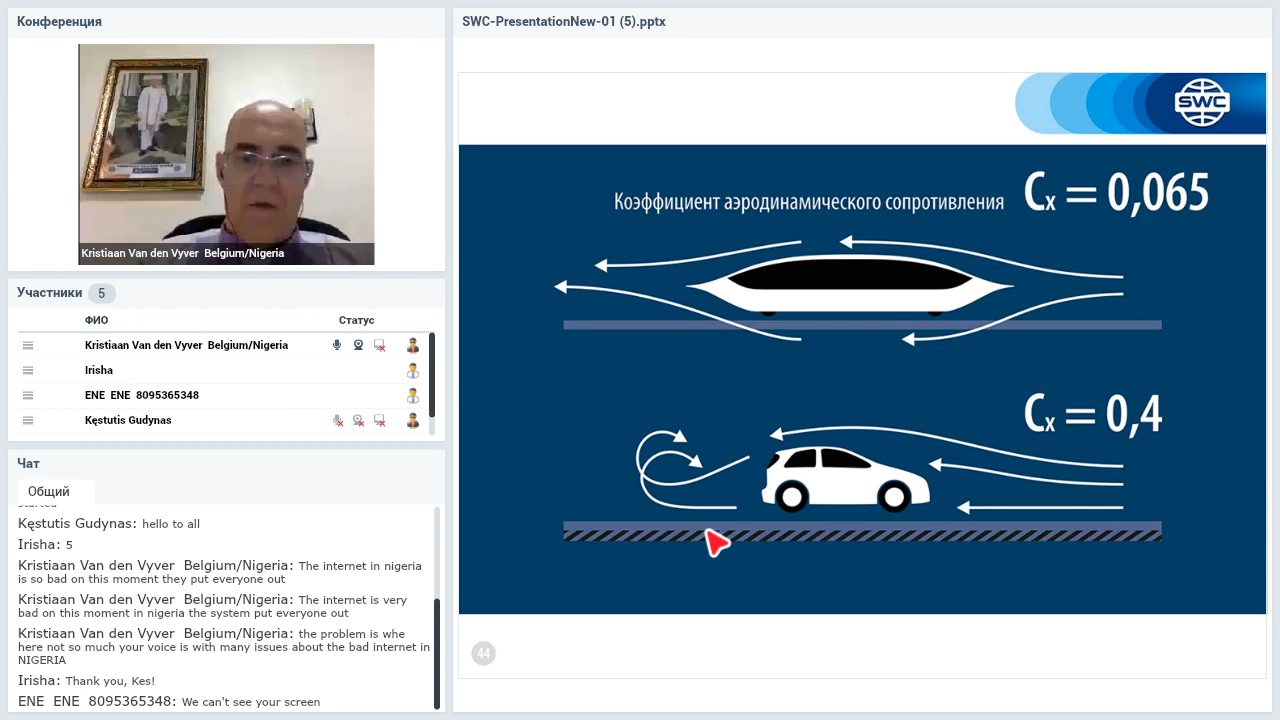 Конференция
Kristiaan Van den Vyver  Belgium/Nigeria
Участники 5
ФИО Статус
Kristiaan Van den Vyver  Belgium/Nigeria
Irisha
ENE  ENE  8095365348
Kęstutis Gudynas
Чат
Общий
started
Kęstutis Gudynas: hello to all
Irisha: 5
Kristiaan Van den Vyver  Belgium/Nigeria: The internet in nigeria
is so bad on this moment they put everyone out
Kristiaan Van den Vyver  Belgium/Nigeria: The internet is very
bad on this moment in nigeria the system put everyone out
Kristiaan Van den Vyver  Belgium/Nigeria: the problem is whe
here not so much your voice is with many issues about the bad internet in
NIGERIA
Irisha: Thank you, Kes!
ENE  ENE  8095365348: We can't see your screen
SWC-PresentationNew-01 (5).pptx
SWC
Коэффициент аэродинамического сопротивления Cx = 0,065
Cx = 0,4
44